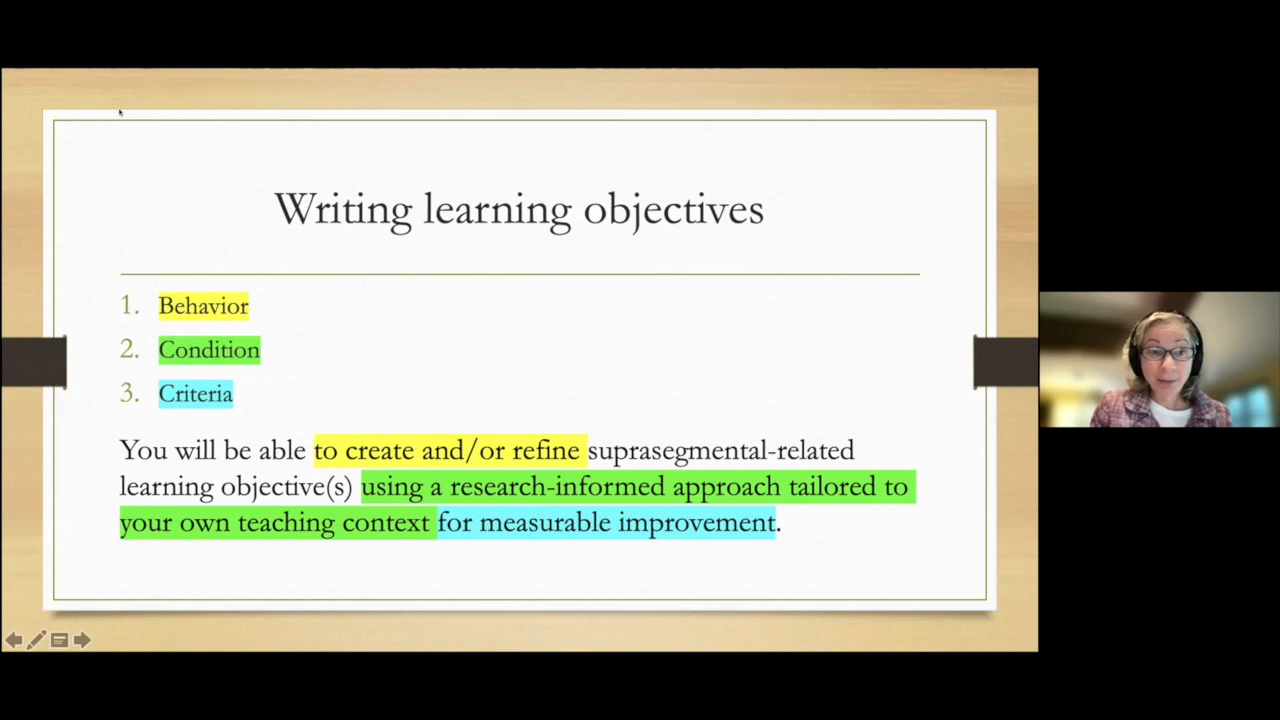 Writing learning objectives
1. Behavior
2. Condition
3. Criteria
You will be able to create and/or refine suprasegmental-related
learning objective(s) using a research-informed approach tailored to
your own teaching context for measurable improvement.